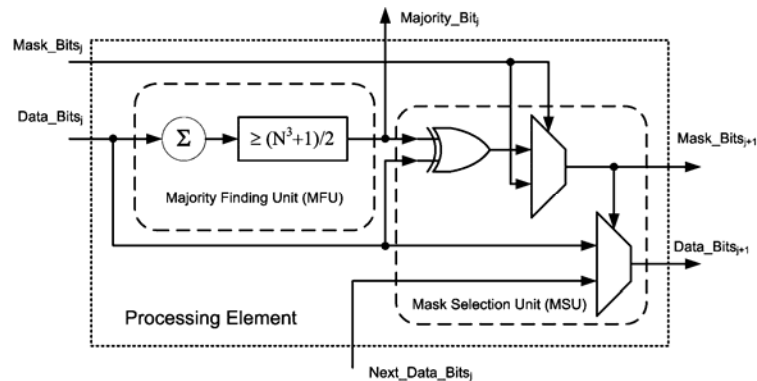 Majority_Bitⱼ
Mask_Bitsⱼ
Data_Bitsⱼ
Σ
≥ (N³+1)/2
Mask_Bitsⱼ₊₁
Majority Finding Unit (MFU)
Data_Bitsⱼ₊₁
Mask Selection Unit (MSU)
Processing Element
Next_Data_Bitsⱼ